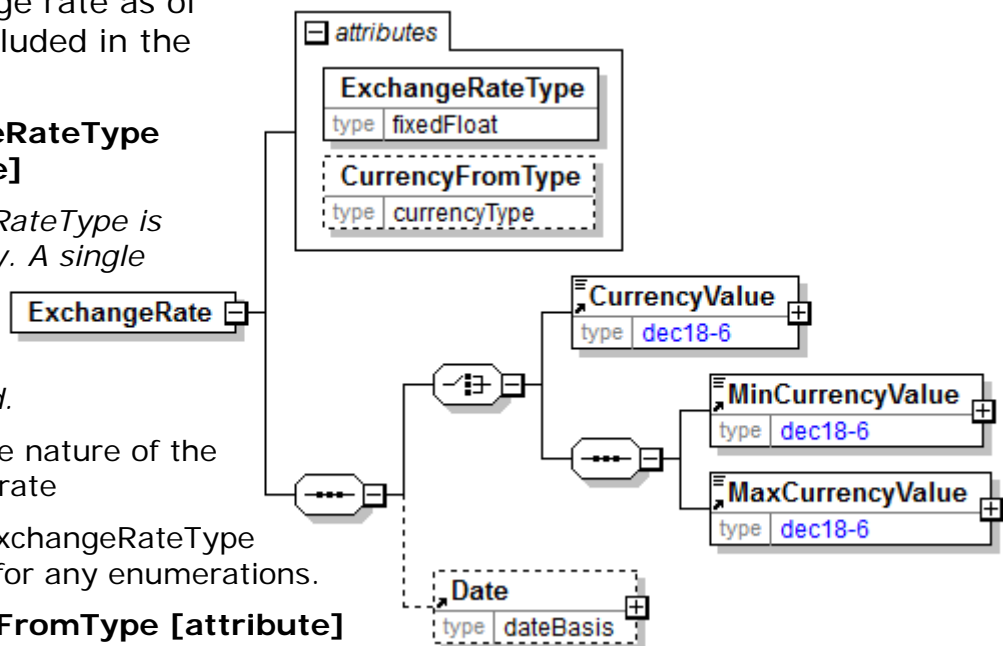 ge rate as of
luded in the
eRateType
e]
RateType is
y. A single
d.
e nature of the
rate
xchangeRateType
for any enumerations.
FromType [attribute]
attributes
ExchangeRateType
type fixedFloat
CurrencyFromType
type currencyType
ExchangeRate
CurrencyValue
type dec18-6
MinCurrencyValue
type dec18-6
MaxCurrencyValue
type dec18-6
Date
type dateBasis